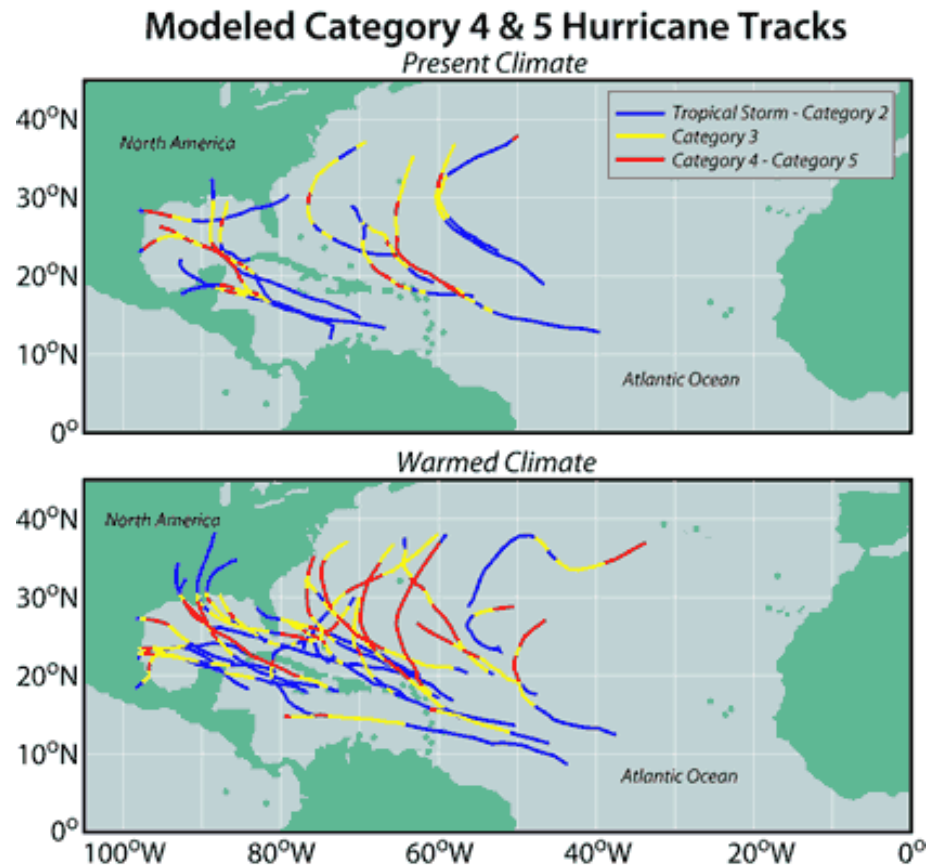 Modeled Category 4 & 5 Hurricane Tracks
Present Climate
40°N
30°N
20°N
10°N
0°
North America
Tropical Storm - Category 2
Category 3
Category 4 - Category 5
Atlantic Ocean
Warmed Climate
40°N
30°N
20°N
10°N
0°
North America
Atlantic Ocean
100°W 80°W 60°W 40°W 20°W 0°